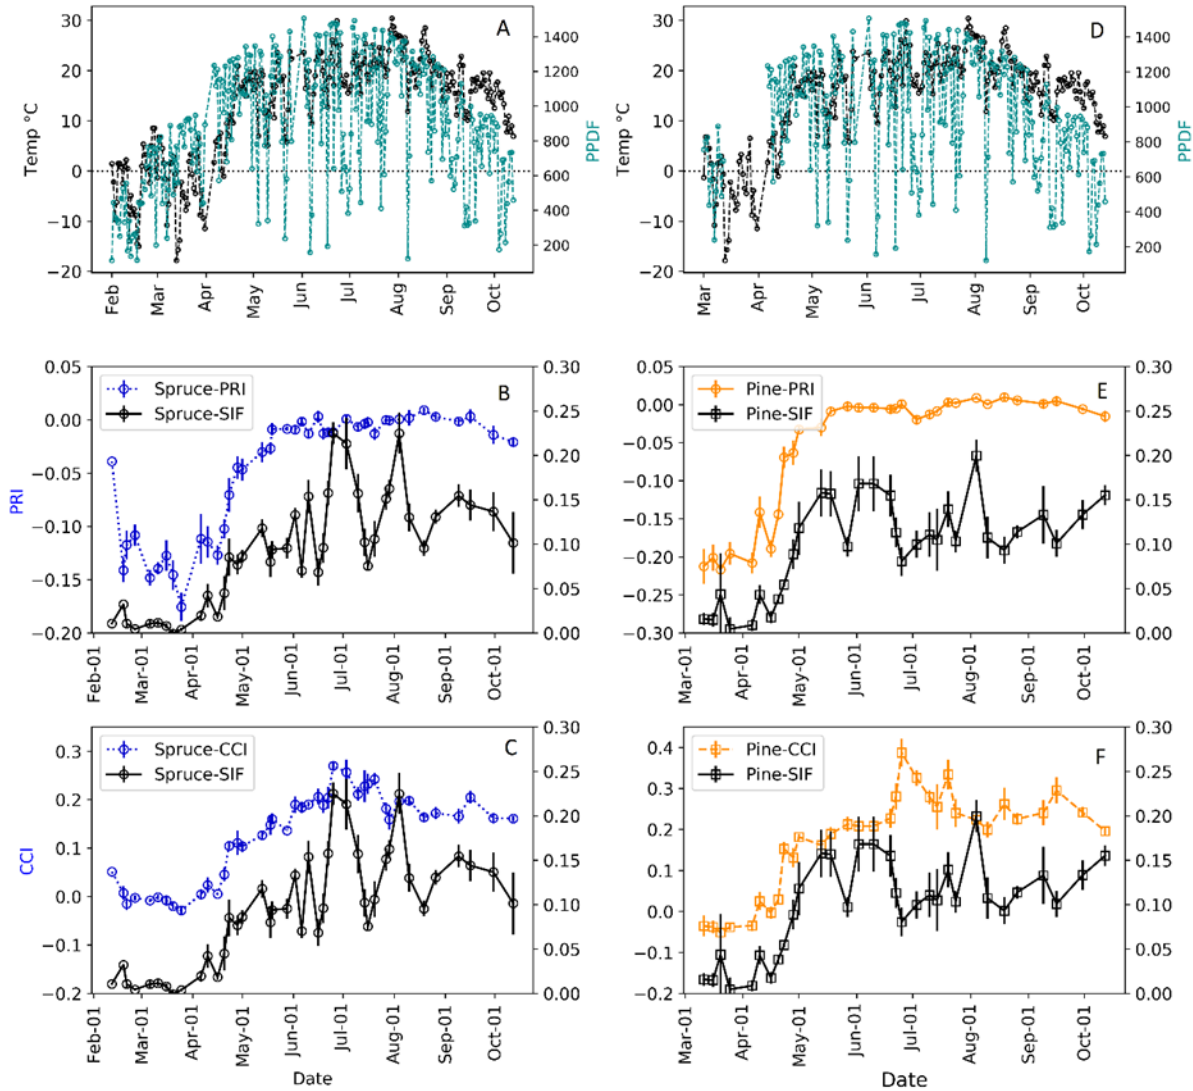 A
30
20
10
0
−10
−20
Temp °C
1400
1200
1000
800
600
400
200
PPDF
Feb
Mar
Apr
May
Jun
Jul
Aug
Sep
Oct
D
30
20
10
0
−10
−20
Temp °C
1400
1200
1000
800
600
400
200
PPDF
Mar
Apr
May
Jun
Jul
Aug
Sep
Oct
B
Spruce-PRI
Spruce-SIF
0.05
0.00
−0.05
−0.10
−0.15
−0.20
PRI
0.30
0.25
0.20
0.15
0.10
0.05
0.00
Feb-01
Mar-01
Apr-01
May-01
Jun-01
Jul-01
Aug-01
Sep-01
Oct-01
E
Pine-PRI
Pine-SIF
0.05
0.00
−0.05
−0.10
−0.15
−0.20
−0.25
−0.30
0.30
0.25
0.20
0.15
0.10
0.05
0.00
Mar-01
Apr-01
May-01
Jun-01
Jul-01
Aug-01
Sep-01
Oct-01
C
Spruce-CCI
Spruce-SIF
0.3
0.2
0.1
0.0
−0.1
−0.2
CCI
0.30
0.25
0.20
0.15
0.10
0.05
0.00
Feb-01
Mar-01
Apr-01
May-01
Jun-01
Jul-01
Aug-01
Sep-01
Oct-01
Date
F
Pine-CCI
Pine-SIF
0.4
0.3
0.2
0.1
0.0
−0.1
−0.2
0.30
0.25
0.20
0.15
0.10
0.05
0.00
Mar-01
Apr-01
May-01
Jun-01
Jul-01
Aug-01
Sep-01
Oct-01
Date